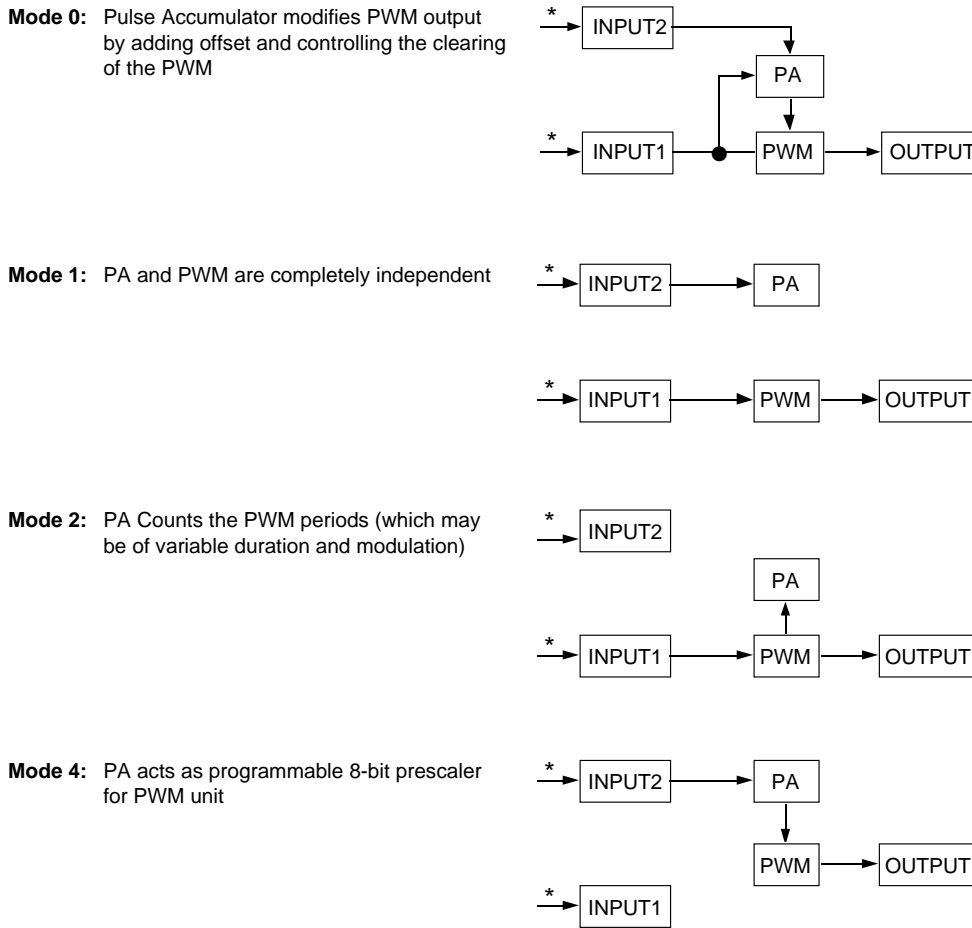 Mode 0: Pulse Accumulator modifies PWM output
by adding offset and controlling the clearing
of the PWM
* INPUT2
PA
* INPUT1 PWM OUTPUT
Mode 1: PA and PWM are completely independent
* INPUT2 PA
* INPUT1 PWM OUTPUT
Mode 2: PA Counts the PWM periods (which may
be of variable duration and modulation)
* INPUT2
PA
* INPUT1 PWM OUTPUT
Mode 4: PA acts as programmable 8-bit prescaler
for PWM unit
* INPUT2 PA
PWM OUTPUT
* INPUT1